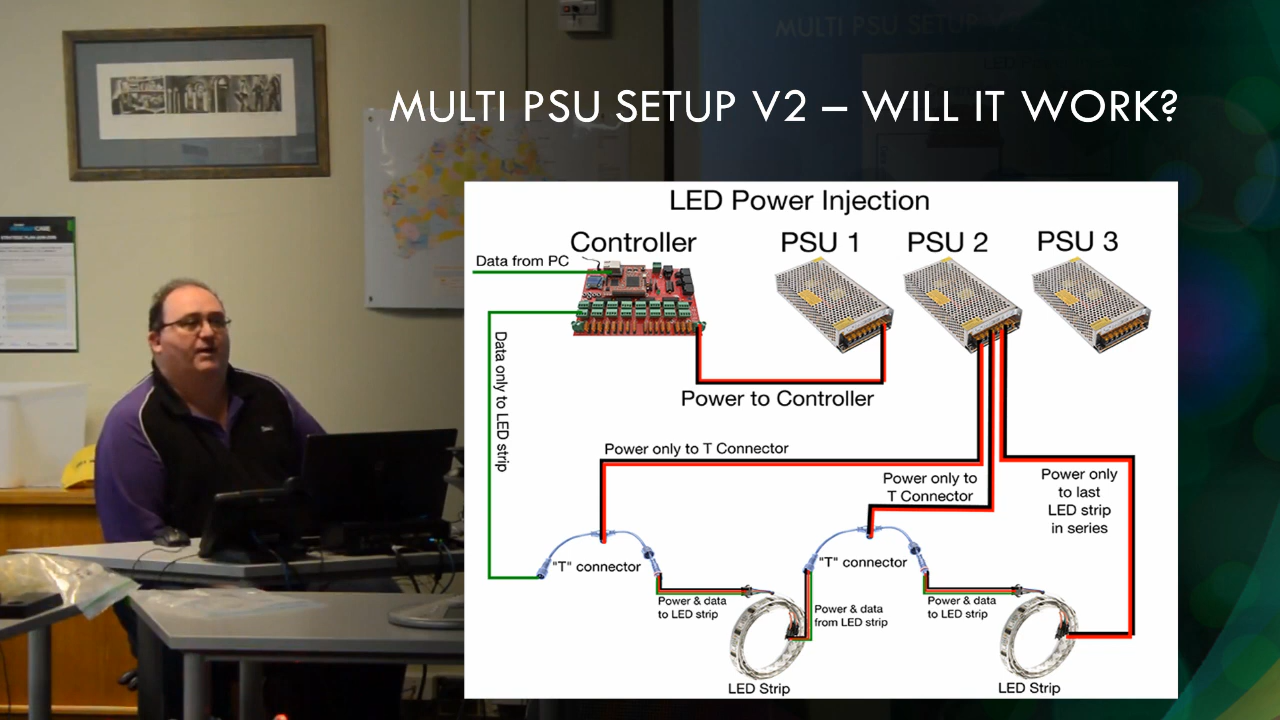 MULTI PSU SETUP V2 – WILL IT WORK?
LED Power Injection
Controller
PSU 1
PSU 2
PSU 3
Data from PC
Data only to LED strip
Power to Controller
Power only to T Connector
Power only to
T Connector
Power only
to last
LED strip
in series
"T" connector
"T" connector
Power & data
to LED strip
Power & data
from LED strip
Power & data
to LED strip
LED Strip
LED Strip